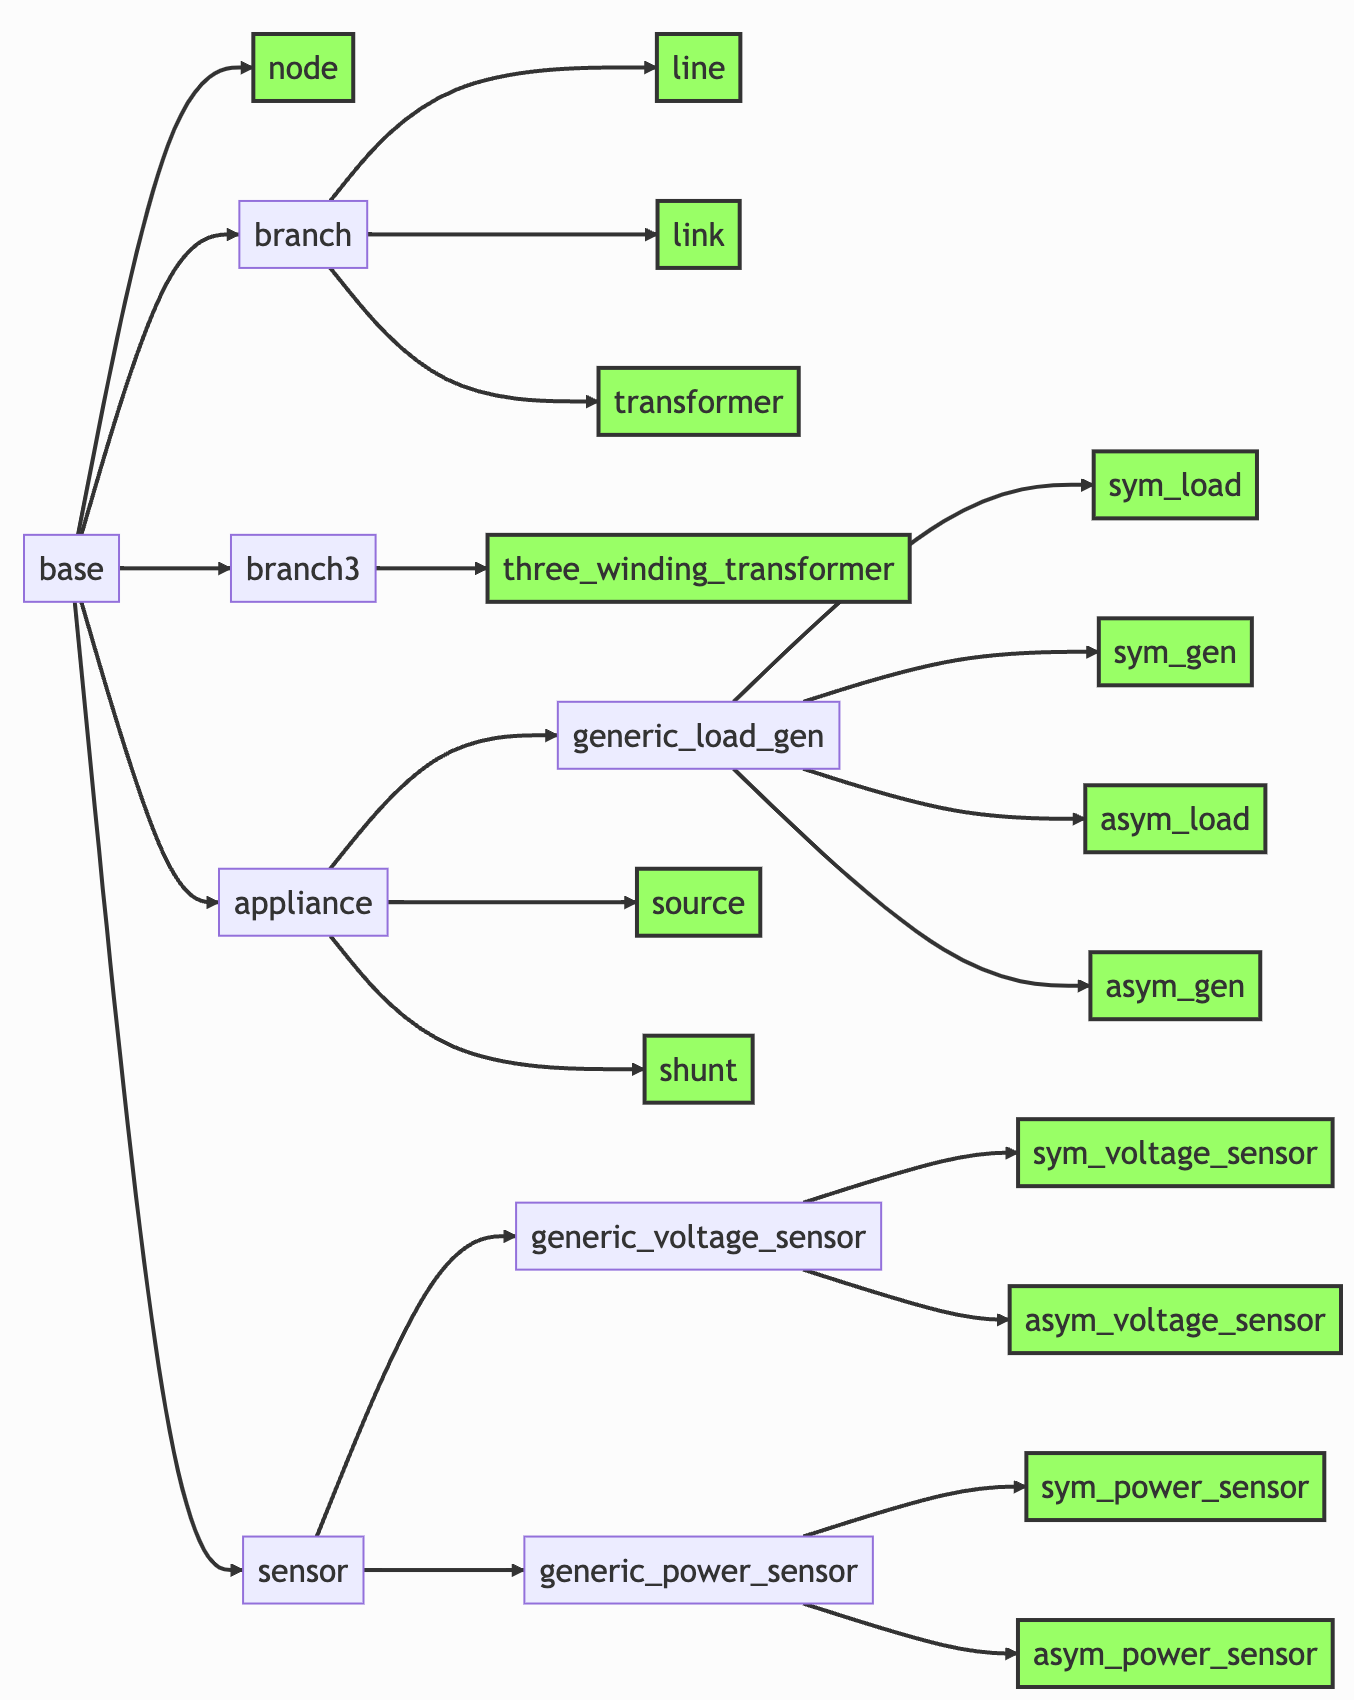 node
line
branch
link
transformer
sym_load
base
branch3
three_winding_transformer
sym_gen
generic_load_gen
asym_load
appliance
source
asym_gen
shunt
sym_voltage_sensor
generic_voltage_sensor
asym_voltage_sensor
sym_power_sensor
sensor
generic_power_sensor
asym_power_sensor